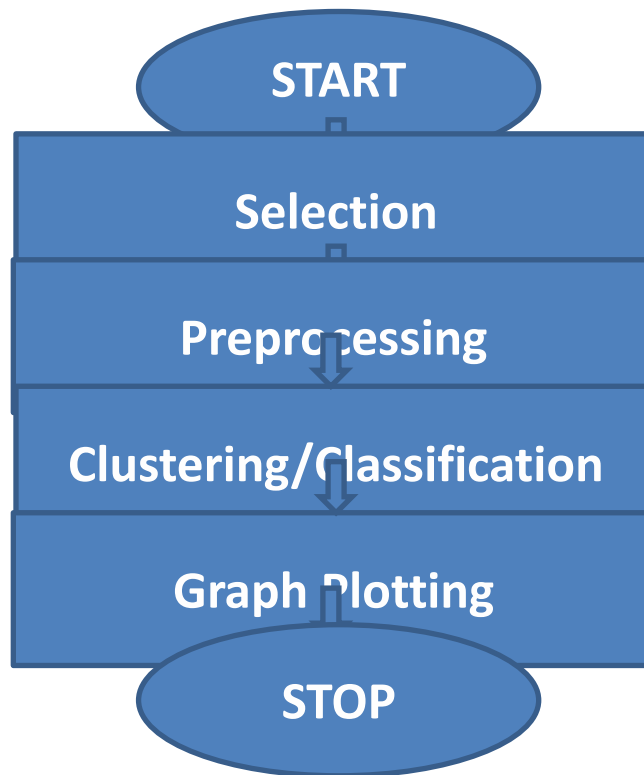 START
Selection
Preprocessing
Clustering/Classification
Graph Plotting
STOP